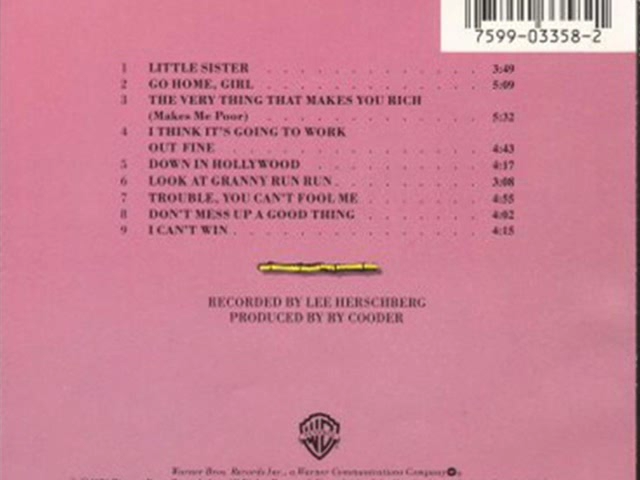 7599-03358-2
1 LITTLE SISTER . . . . . . . . . . . . 3:49
2 GO HOME, GIRL . . . . . . . . . . . . 5:09
3 THE VERY THING THAT MAKES YOU RICH
(Makes Me Poor) . . . . . . . . . . . . 5:32
4 I THINK IT'S GOING TO WORK
OUT FINE . . . . . . . . . . . . . . 4:43
5 DOWN IN HOLLYWOOD . . . . . . . . . 4:17
6 LOOK AT GRANNY RUN RUN . . . . . . . . 3:08
7 TROUBLE, YOU CAN'T FOOL ME . . . . . . 4:55
8 DON'T MESS UP A GOOD THING . . . . . . 4:02
9 I CAN'T WIN . . . . . . . . . . . . . 4:15
RECORDED BY LEE HERSCHBERG
PRODUCED BY RY COODER
Warner Bros. Records Inc., a Warner Communications Company